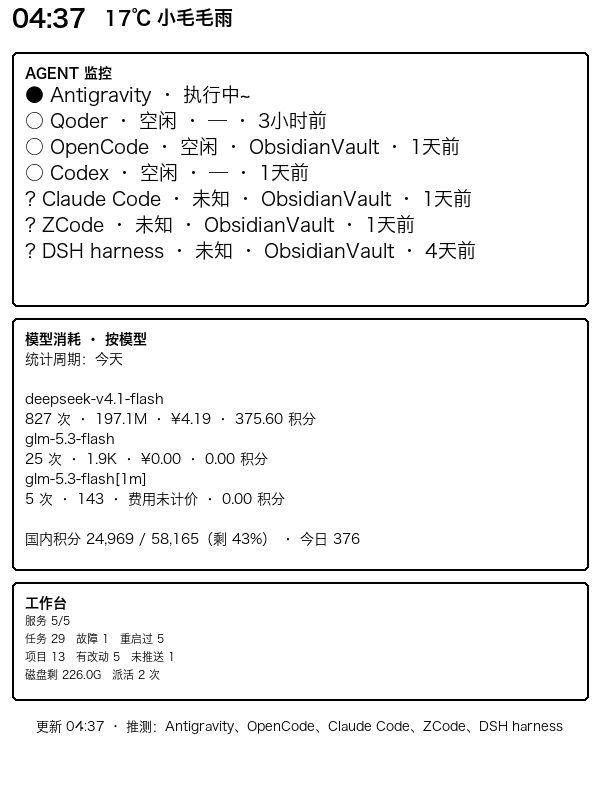 04:37 17℃ 小毛毛雨
AGENT 监控
● Antigravity · 执行中~
○ Qoder · 空闲 · — · 3小时前
○ OpenCode · 空闲 · ObsidianVault · 1天前
○ Codex · 空闲 · — · 1天前
? Claude Code · 未知 · ObsidianVault · 1天前
? ZCode · 未知 · ObsidianVault · 1天前
? DSH harness · 未知 · ObsidianVault · 4天前
模型消耗 · 按模型
统计周期: 今天
deepseek-v4.1-flash
827 次 · 197.1M · ¥4.19 · 375.60 积分
glm-5.3-flash
25 次 · 1.9K · ¥0.00 · 0.00 积分
glm-5.3-flash[1m]
5 次 · 143 · 费用未计价 · 0.00 积分
国内积分 24,969 / 58,165（剩 43%） · 今日 376
工作台
服务 5/5
任务 29 故障 1 重启过 5
项目 13 有改动 5 未推送 1
磁盘剩 226.0G 派活 2 次
更新 04:37 · 推测: Antigravity、OpenCode、Claude Code、ZCode、DSH harness